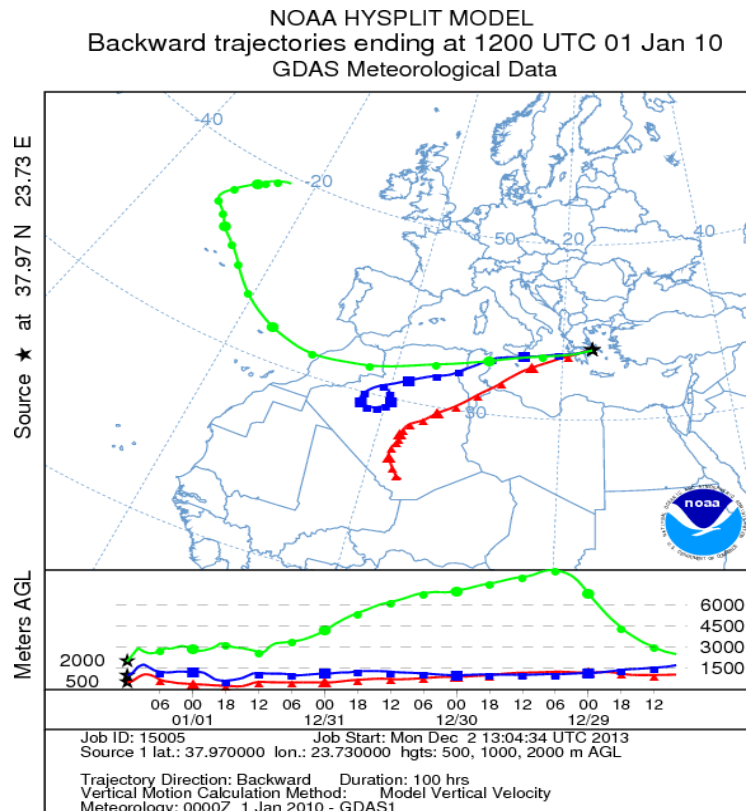 NOAA HYSPLIT MODEL
Backward trajectories ending at 1200 UTC 01 Jan 10
GDAS Meteorological Data
Source ★ at 37.97 N 23.73 E
-40
-20
50
20
40
30
noaa
Meters AGL
6000
4500
3000
1500
2000
1000
500
06 00 18 12 06 00 18 12 06 00 18 12 06 00 18 12
01/01 12/31 12/30 12/29
Job ID: 15005 Job Start: Mon Dec 2 13:04:34 UTC 2013
Source 1 lat.: 37.970000 lon.: 23.730000 hgts: 500, 1000, 2000 m AGL
Trajectory Direction: Backward Duration: 100 hrs
Vertical Motion Calculation Method: Model Vertical Velocity
Meteorology: 0000Z 1 Jan 2010 - GDAS1